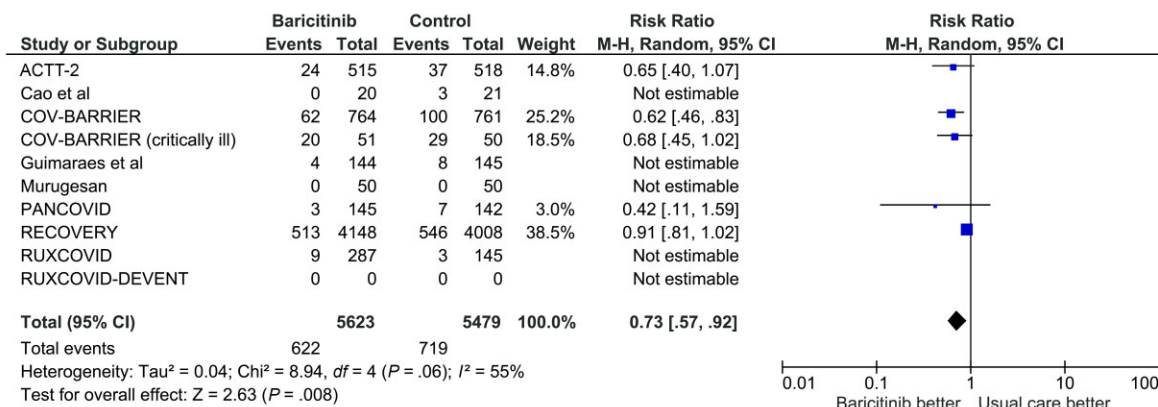 Baricitinib Control Risk Ratio Risk Ratio
Study or Subgroup Events Total Events Total Weight M-H, Random, 95% CI M-H, Random, 95% CI
ACTT-2 24 515 37 518 14.8% 0.65 [.40, 1.07]
Cao et al 0 20 3 21 Not estimable
COV-BARRIER 62 764 100 761 25.2% 0.62 [.46, .83]
COV-BARRIER (critically ill) 20 51 29 50 18.5% 0.68 [.45, 1.02]
Guimaraes et al 4 144 8 145 Not estimable
Murugesan 0 50 0 50 Not estimable
PANCOVID 3 145 7 142 3.0% 0.42 [.11, 1.59]
RECOVERY 513 4148 546 4008 38.5% 0.91 [.81, 1.02]
RUXCOVID 9 287 3 145 Not estimable
RUXCOVID-DEVENT 0 0 0 0 Not estimable
Total (95% CI) 5623 5479 100.0% 0.73 [.57, .92]
Total events 622 719
Heterogeneity: Tau² = 0.04; Chi² = 8.94, df = 4 (P = .06); I² = 55%
Test for overall effect: Z = 2.63 (P = .008)
0.01 0.1 1 10 100
Baricitinib better Usual care better